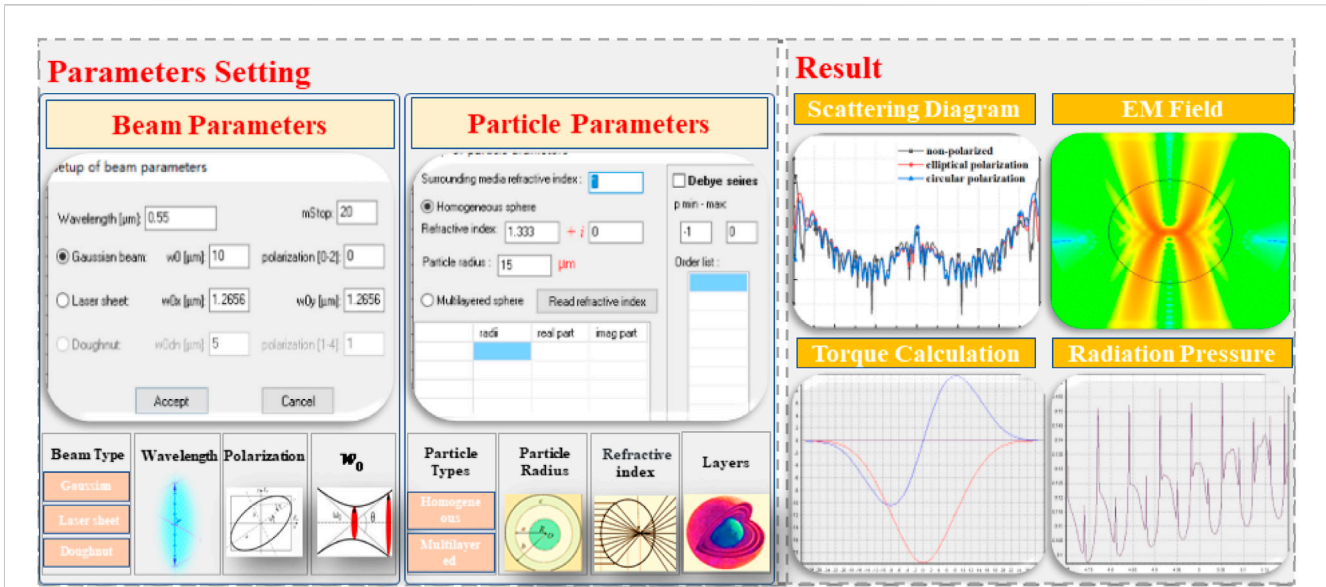 Parameters Setting
Beam Parameters
etup of beam parameters
Wavelength [μm]: 0.55 mStop: 20
Gaussian beam: w0 [μm]: 10 polarization [0-2]: 0
Laser sheet: w0x [μm]: 1.2656 w0y [μm]: 1.2656
Doughnut: w0dn [μm]: 5 polarization [1-4]: 1
Accept Cancel
Beam Type
Gaussian
Laser sheet
Doughnut
Wavelength
Polarization
w0
Particle Parameters
Surrounding media refractive index :
Homogeneous sphere
Refractive index: 1.333 + i 0
Particle radius : 15 μm
Multilayered sphere Read refractive index
radii real part imag part
Debye seires
p min - max:
-1 0
Order list :
Particle
Types
Homogene
ous
Multilayer
ed
Particle
Radius
Refractive
index
Layers
Result
Scattering Diagram
non-polarized
elliptical polarization
circular polarization
EM Field
Torque Calculation
Radiation Pressure